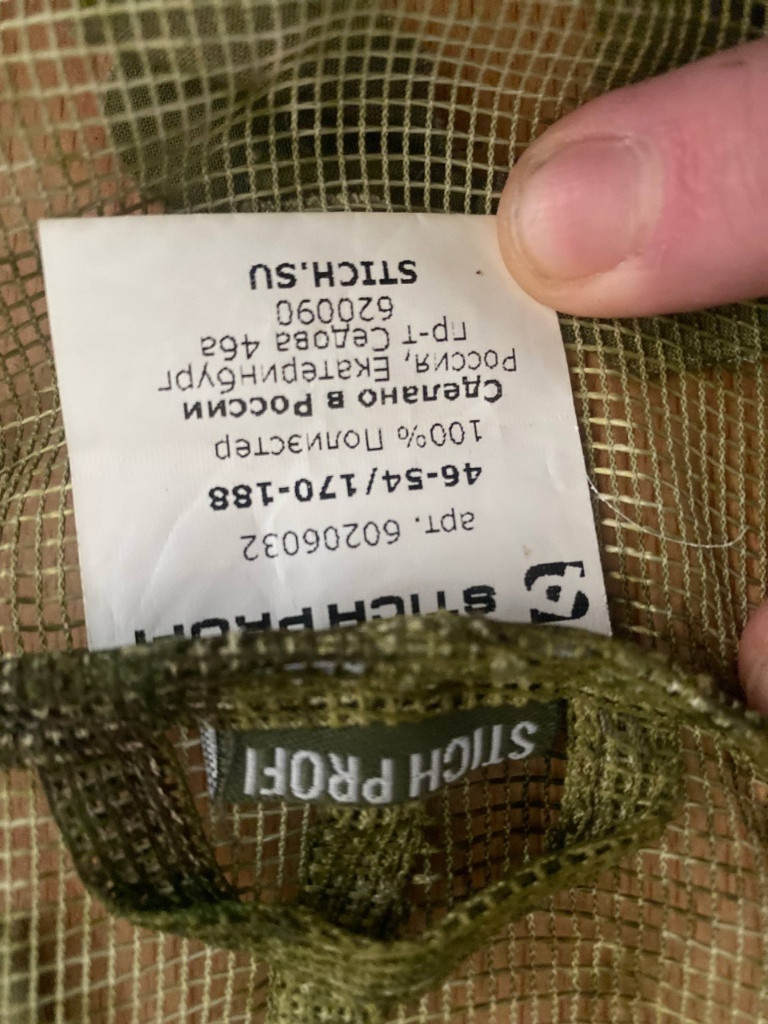 STICH PROFI
STICH PROFI
арт. 60206032
46-54/170-188
100% Полиэстер
Сделано в России
Россия, Екатеринбург
пр-т Седова 46а
620090
STICH.SU